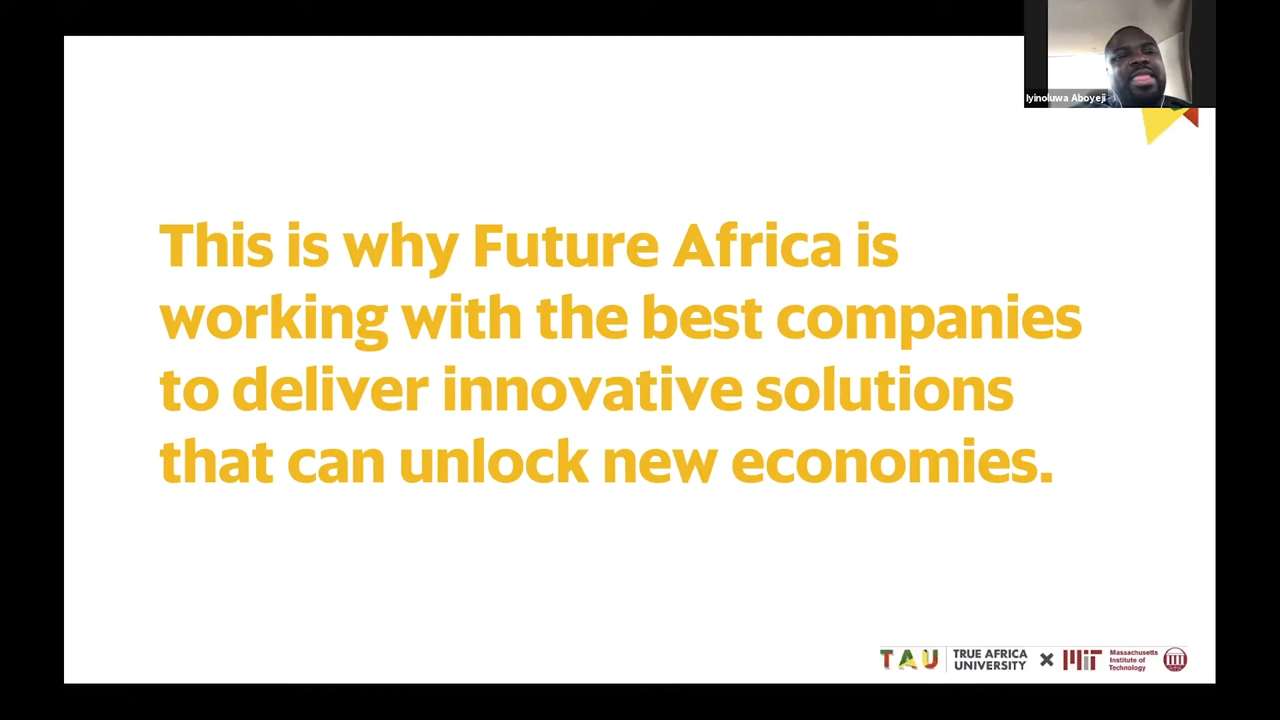 Iyinoluwa Aboyeji
This is why Future Africa is
working with the best companies
to deliver innovative solutions
that can unlock new economies.
TAU
TRUE AFRICA
UNIVERSITY
MIT
Massachusetts
Institute of
Technology